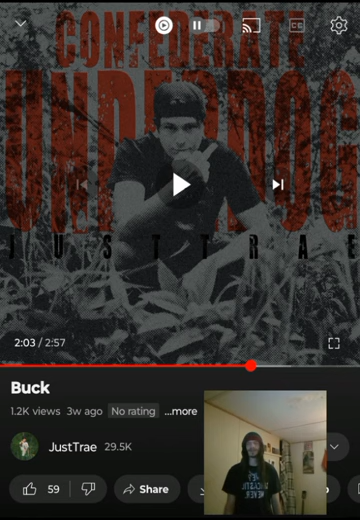 CONFEDERATE
UNDERDOG
JUSTTRAE
2:03 / 2:57
Buck
1.2K views 3w ago No rating ...more
JustTrae 29.5K
59 Share